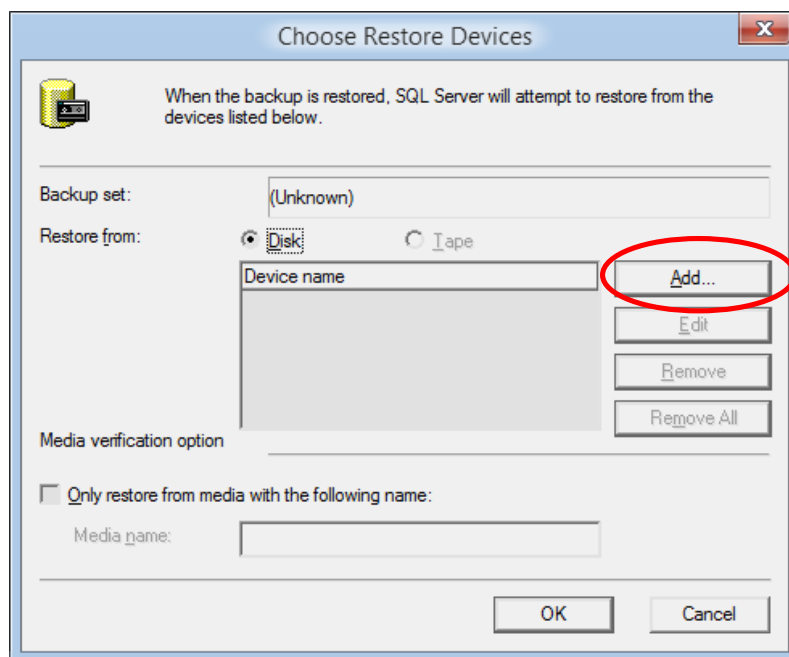 Choose Restore Devices
x
When the backup is restored, SQL Server will attempt to restore from the
devices listed below.
Backup set:
(Unknown)
Restore from:
Disk
Tape
Device name
Add...
Edit
Remove
Remove All
Media verification option
Only restore from media with the following name:
Media name:
OK
Cancel